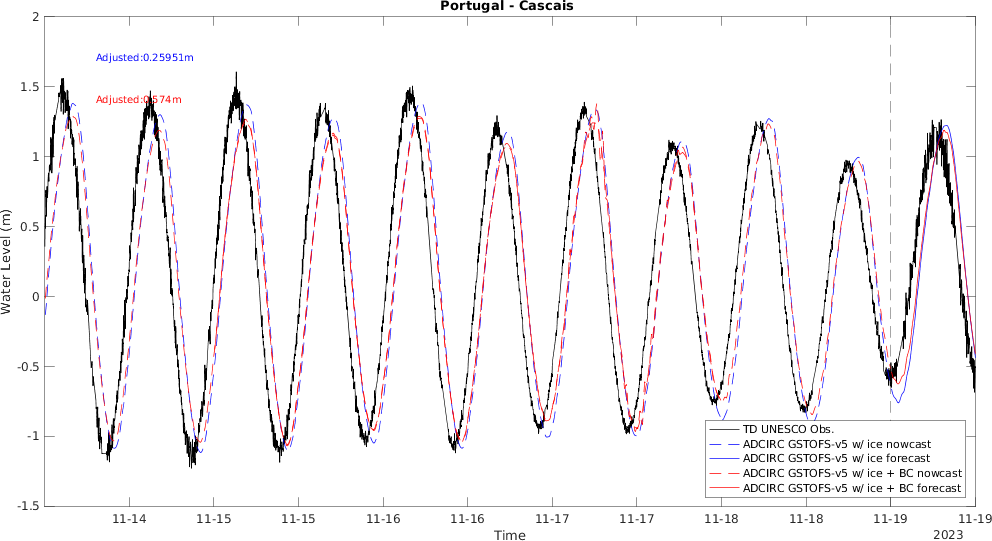 Portugal - Cascais
2
1.5
1
0.5
0
-0.5
-1
-1.5
Water Level (m)
Adjusted:0.25951m
Adjusted:0.574m
TD UNESCO Obs.
ADCIRC GSTOFS-v5 w/ ice nowcast
ADCIRC GSTOFS-v5 w/ ice forecast
ADCIRC GSTOFS-v5 w/ ice + BC nowcast
ADCIRC GSTOFS-v5 w/ ice + BC forecast
11-14 11-15 11-15 11-16 11-16 11-17 11-17 11-18 11-18 11-19 11-19
Time
2023